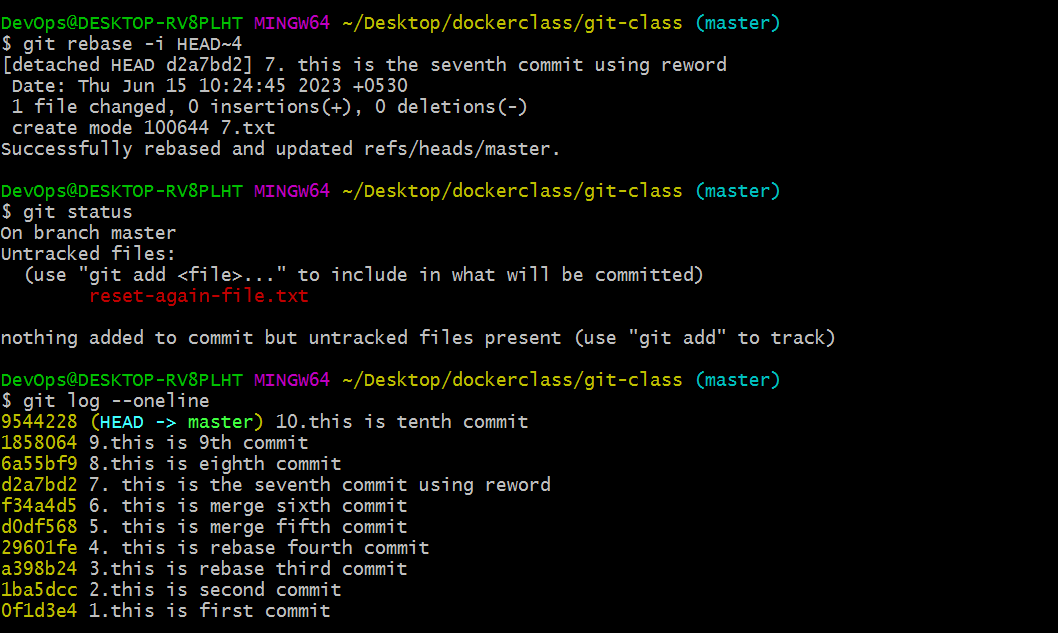 DevOps@DESKTOP-RV8PLHT MINGW64 ~/Desktop/dockerclass/git-class (master)
$ git rebase -i HEAD~4
[detached HEAD d2a7bd2] 7. this is the seventh commit using reword
 Date: Thu Jun 15 10:24:45 2023 +0530
 1 file changed, 0 insertions(+), 0 deletions(-)
 create mode 100644 7.txt
Successfully rebased and updated refs/heads/master.
DevOps@DESKTOP-RV8PLHT MINGW64 ~/Desktop/dockerclass/git-class (master)
$ git status
On branch master
Untracked files:
  (use "git add <file>..." to include in what will be committed)
        reset-again-file.txt
nothing added to commit but untracked files present (use "git add" to track)
DevOps@DESKTOP-RV8PLHT MINGW64 ~/Desktop/dockerclass/git-class (master)
$ git log --oneline
9544228 (HEAD -> master) 10.this is tenth commit
1858064 9.this is 9th commit
6a55bf9 8.this is eighth commit
d2a7bd2 7. this is the seventh commit using reword
f34a4d5 6. this is merge sixth commit
d0df568 5. this is merge fifth commit
29601fe 4. this is rebase fourth commit
a398b24 3.this is rebase third commit
1ba5dcc 2.this is second commit
0f1d3e4 1.this is first commit